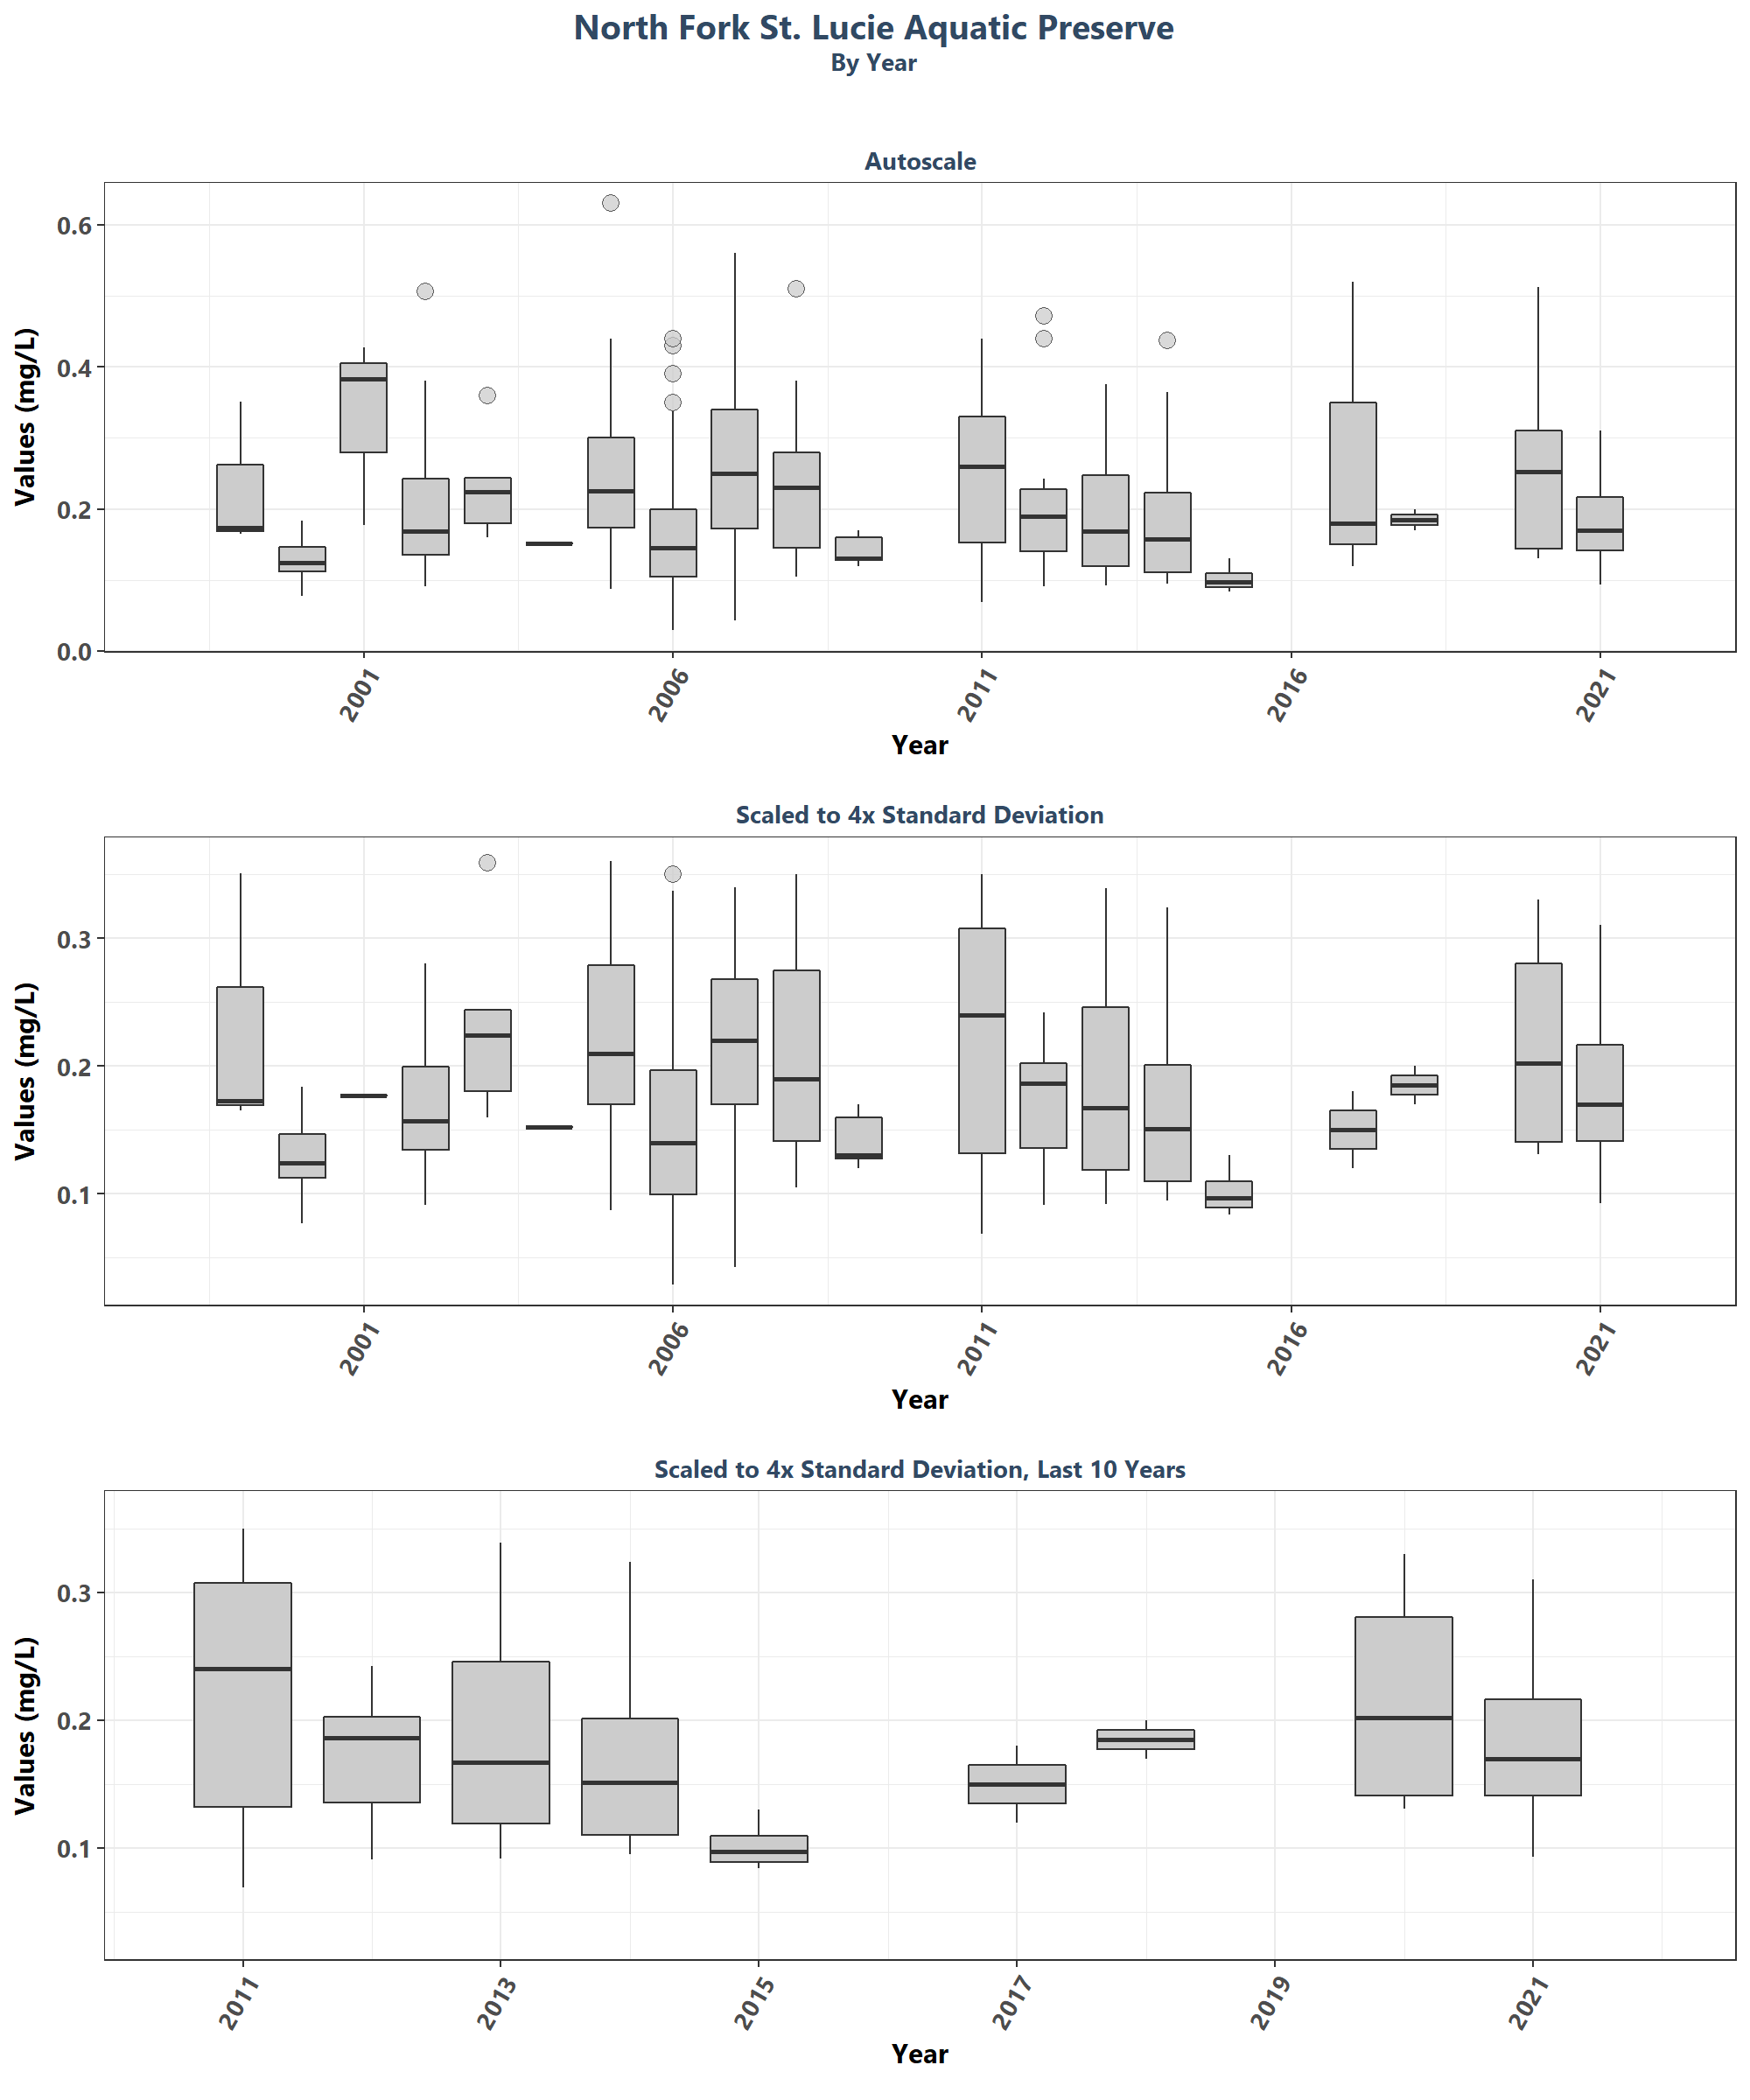 North Fork St. Lucie Aquatic Preserve
By Year
Autoscale
Values (mg/L)
0.6
0.4
0.2
0.0
2001
2006
2011
2016
2021
Year
Scaled to 4x Standard Deviation
Values (mg/L)
0.3
0.2
0.1
2001
2006
2011
2016
2021
Year
Scaled to 4x Standard Deviation, Last 10 Years
Values (mg/L)
0.3
0.2
0.1
2011
2013
2015
2017
2019
2021
Year